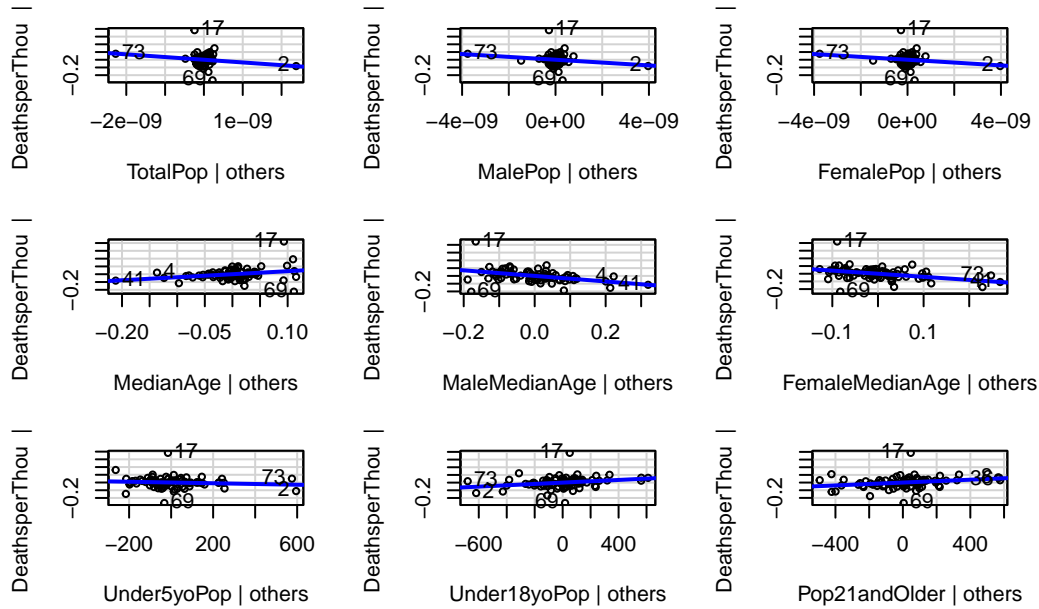 DeathsperThou |
−0.2
17
73
2
69
−2e−09 1e−09
TotalPop | others
DeathsperThou |
−0.2
17
73
2
69
−4e−09 0e+00 4e−09
MalePop | others
DeathsperThou |
−0.2
17
73
2
69
−4e−09 0e+00 4e−09
FemalePop | others
DeathsperThou |
−0.2
17
41
4
69
−0.20 −0.05 0.10
MedianAge | others
DeathsperThou |
−0.2
17
4
41
69
−0.2 0.0 0.2
MaleMedianAge | others
DeathsperThou |
−0.2
17
73
69
−0.1 0.1
FemaleMedianAge | others
DeathsperThou |
−0.2
17
73
2
69
−200 200 600
Under5yoPop | others
DeathsperThou |
−0.2
17
73
2
69
−600 0 400
Under18yoPop | others
DeathsperThou |
−0.2
17
69
−400 0 400
Pop21andOlder | others